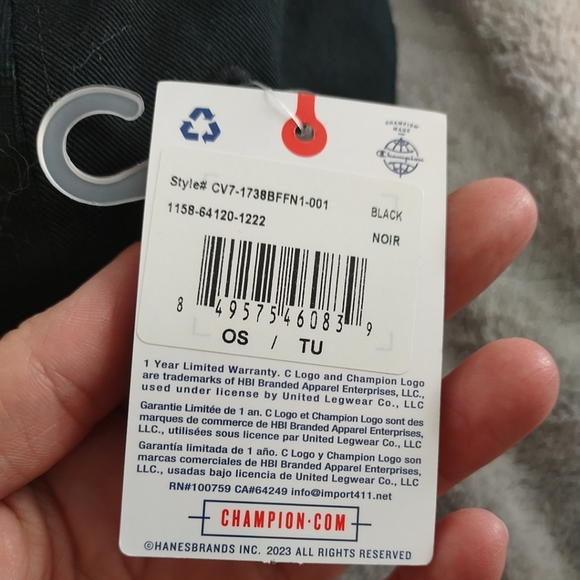 CHAMPION
MADE
Champion
Style# CV7-1738BFFN1-001
BLACK
1158-64120-1222
NOIR
8 49575 46083 9
OS / TU
1 Year Limited Warranty. C Logo and Champion Logo
are trademarks of HBI Branded Apparel Enterprises, LLC.,
used under license by United Legwear Co., LLC
Garantie Limitée de 1 an. C Logo et Champion Logo sont des
marques de commerce de HBI Branded Apparel Enterprises,
LLC., utilisées sous licence par United Legwear Co., LLC
Garantía limitada de 1 año. C Logo y Champion Logo son
marcas comerciales de HBI Branded Apparel Enterprises,
LLC., usadas bajo licencia de United Legwear Co., LLC
RN#100759 CA#64249 info@import411.net
CHAMPION·COM
©HANESBRANDS INC. 2023 ALL RIGHTS RESERVED